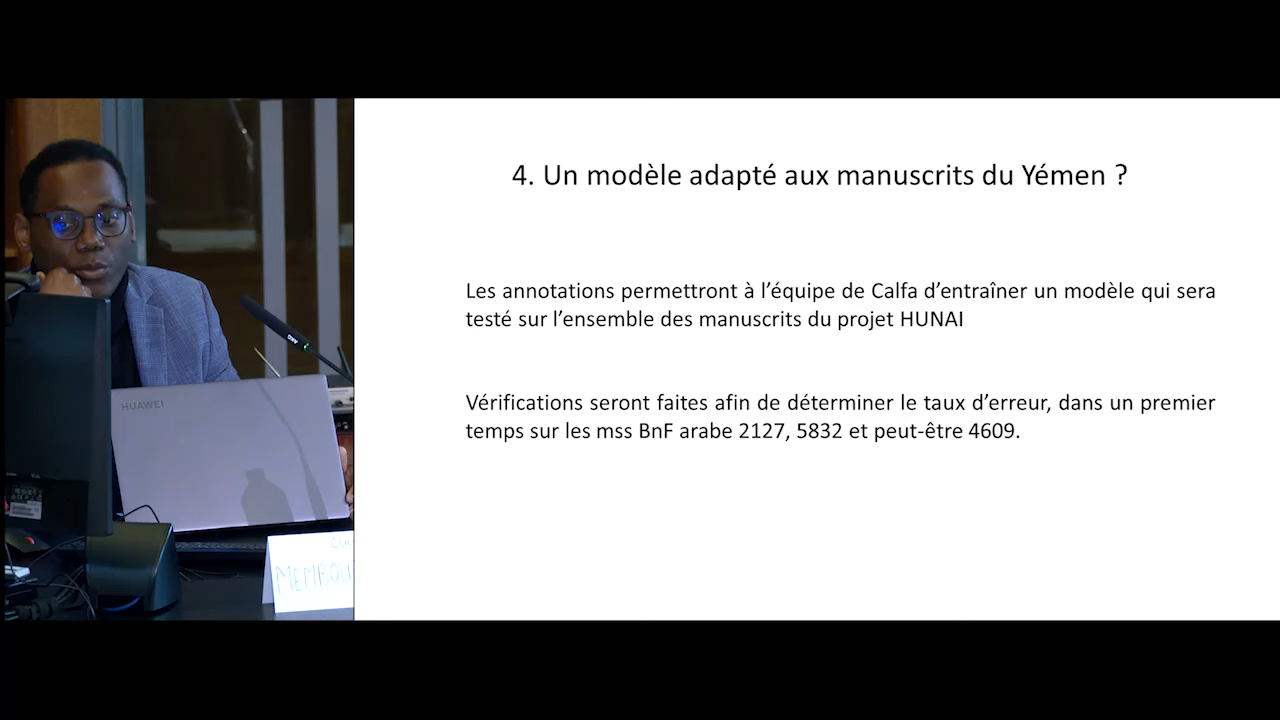 4. Un modèle adapté aux manuscrits du Yémen ?
Les annotations permettront à l’équipe de Calfa d’entraîner un modèle qui sera
testé sur l’ensemble des manuscrits du projet HUNAI
Vérifications seront faites afin de déterminer le taux d’erreur, dans un premier
temps sur les mss BnF arabe 2127, 5832 et peut-être 4609.
HUAWEI